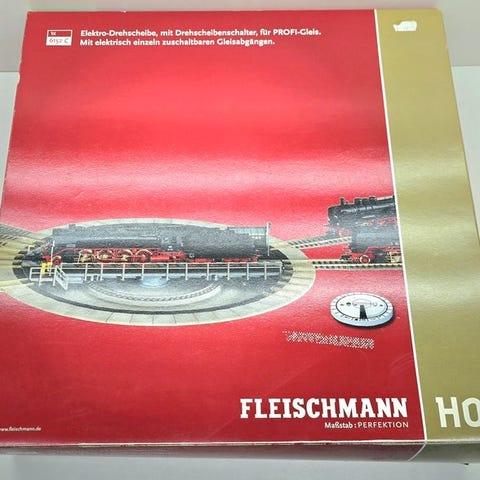 6152 C
Elektro-Drehscheibe, mit Drehscheibenschalter, für PROFI-Gleis.
Mit elektrisch einzeln zuschaltbaren Gleisabgängen.
FLEISCHMANN
Maßstab : PERFEKTION
HO
www.fleischmann.de